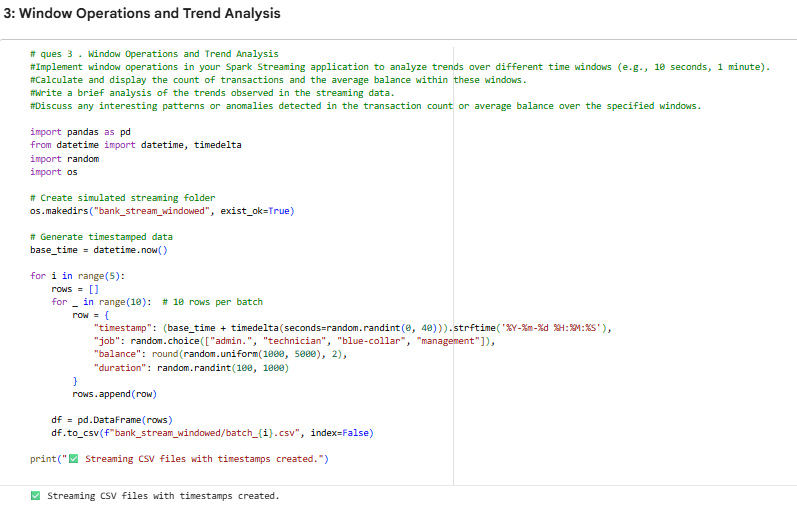 3: Window Operations and Trend Analysis
# ques 3 . Window Operations and Trend Analysis
#Implement window operations in your Spark Streaming application to analyze trends over different time windows (e.g., 10 seconds, 1 minute).
#Calculate and display the count of transactions and the average balance within these windows.
#Write a brief analysis of the trends observed in the streaming data.
#Discuss any interesting patterns or anomalies detected in the transaction count or average balance over the specified windows.
import pandas as pd
from datetime import datetime, timedelta
import random
import os
# Create simulated streaming folder
os.makedirs("bank_stream_windowed", exist_ok=True)
# Generate timestamped data
base_time = datetime.now()
for i in range(5):
    rows = []
    for _ in range(10):  # 10 rows per batch
        row = {
            "timestamp": (base_time + timedelta(seconds=random.randint(0, 40))).strftime('%Y-%m-%d %H:%M:%S'),
            "job": random.choice(["admin.", "technician", "blue-collar", "management"]),
            "balance": round(random.uniform(1000, 5000), 2),
            "duration": random.randint(100, 1000)
        }
        rows.append(row)
    df = pd.DataFrame(rows)
    df.to_csv(f"bank_stream_windowed/batch_{i}.csv", index=False)
print("✅ Streaming CSV files with timestamps created.")
✅ Streaming CSV files with timestamps created.